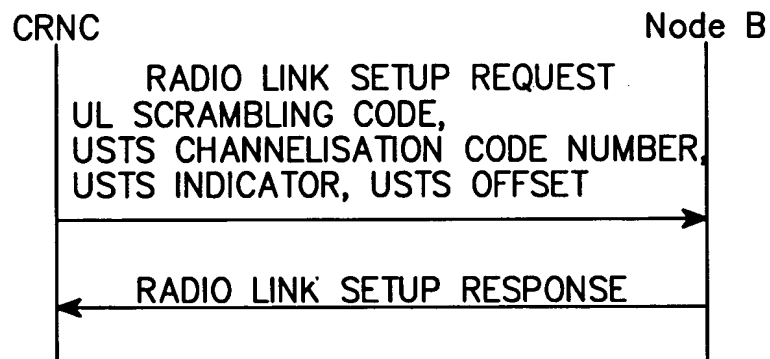 CRNC
Node B
RADIO LINK SETUP REQUEST
UL SCRAMBLING CODE,
USTS CHANNELISATION CODE NUMBER,
USTS INDICATOR, USTS OFFSET
RADIO LINK SETUP RESPONSE